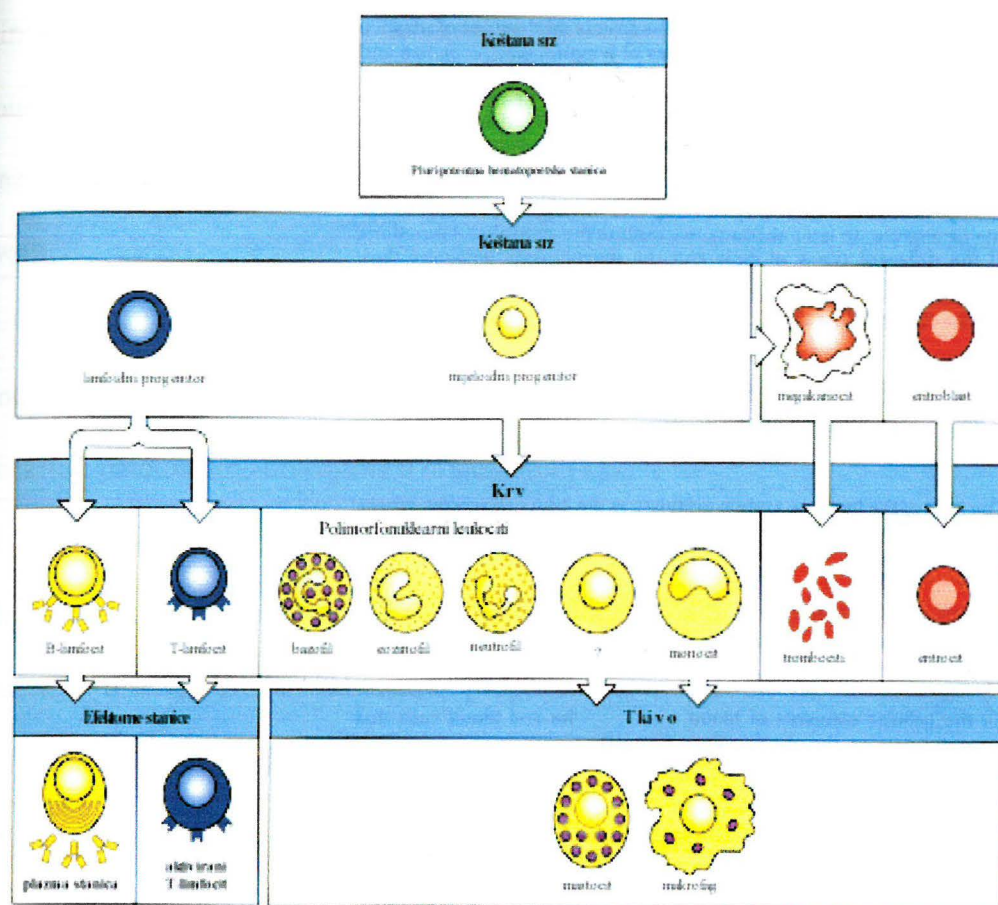 Koštana srž
Pluripotentna hematopoetska stanica
Koštana srž
limfoidni progenitor
mijeloidni progenitor
megakariocit
eritroblast
Krv
Polimorfonuklearni leukociti
B-limfocit
T-limfocit
bazofil
eozinofil
neutrofil
?
monocit
trombociti
eritrocit
Efektorne stanice
Tkivo
plazma stanica
aktivirani
T-limfocit
mastocit
makrofag